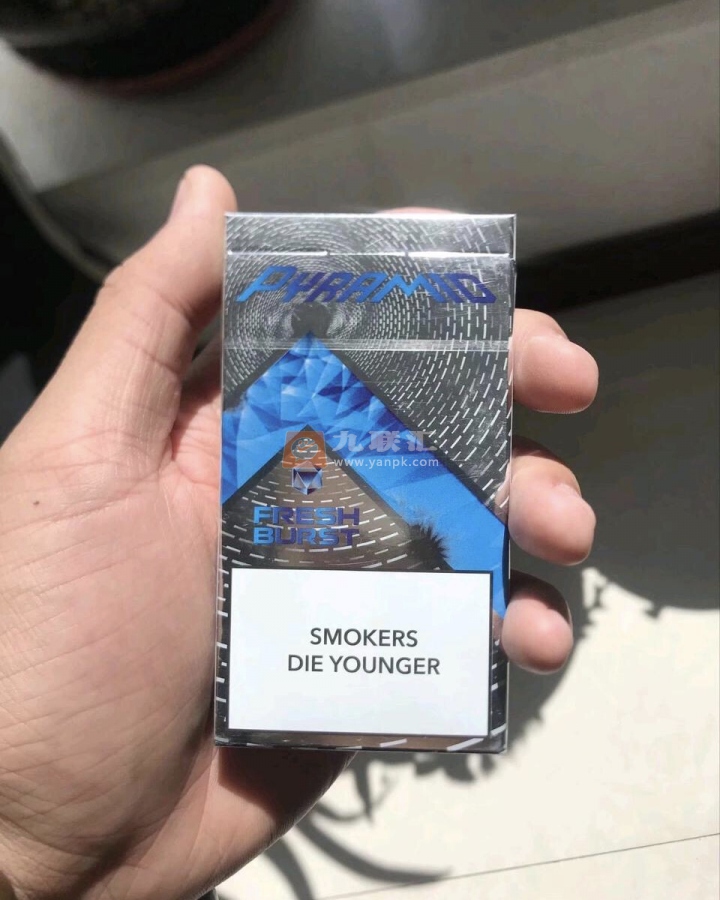 PYRAMID
九联汇
www.yanpk.com
FRESH
BURST
SMOKERS
DIE YOUNGER